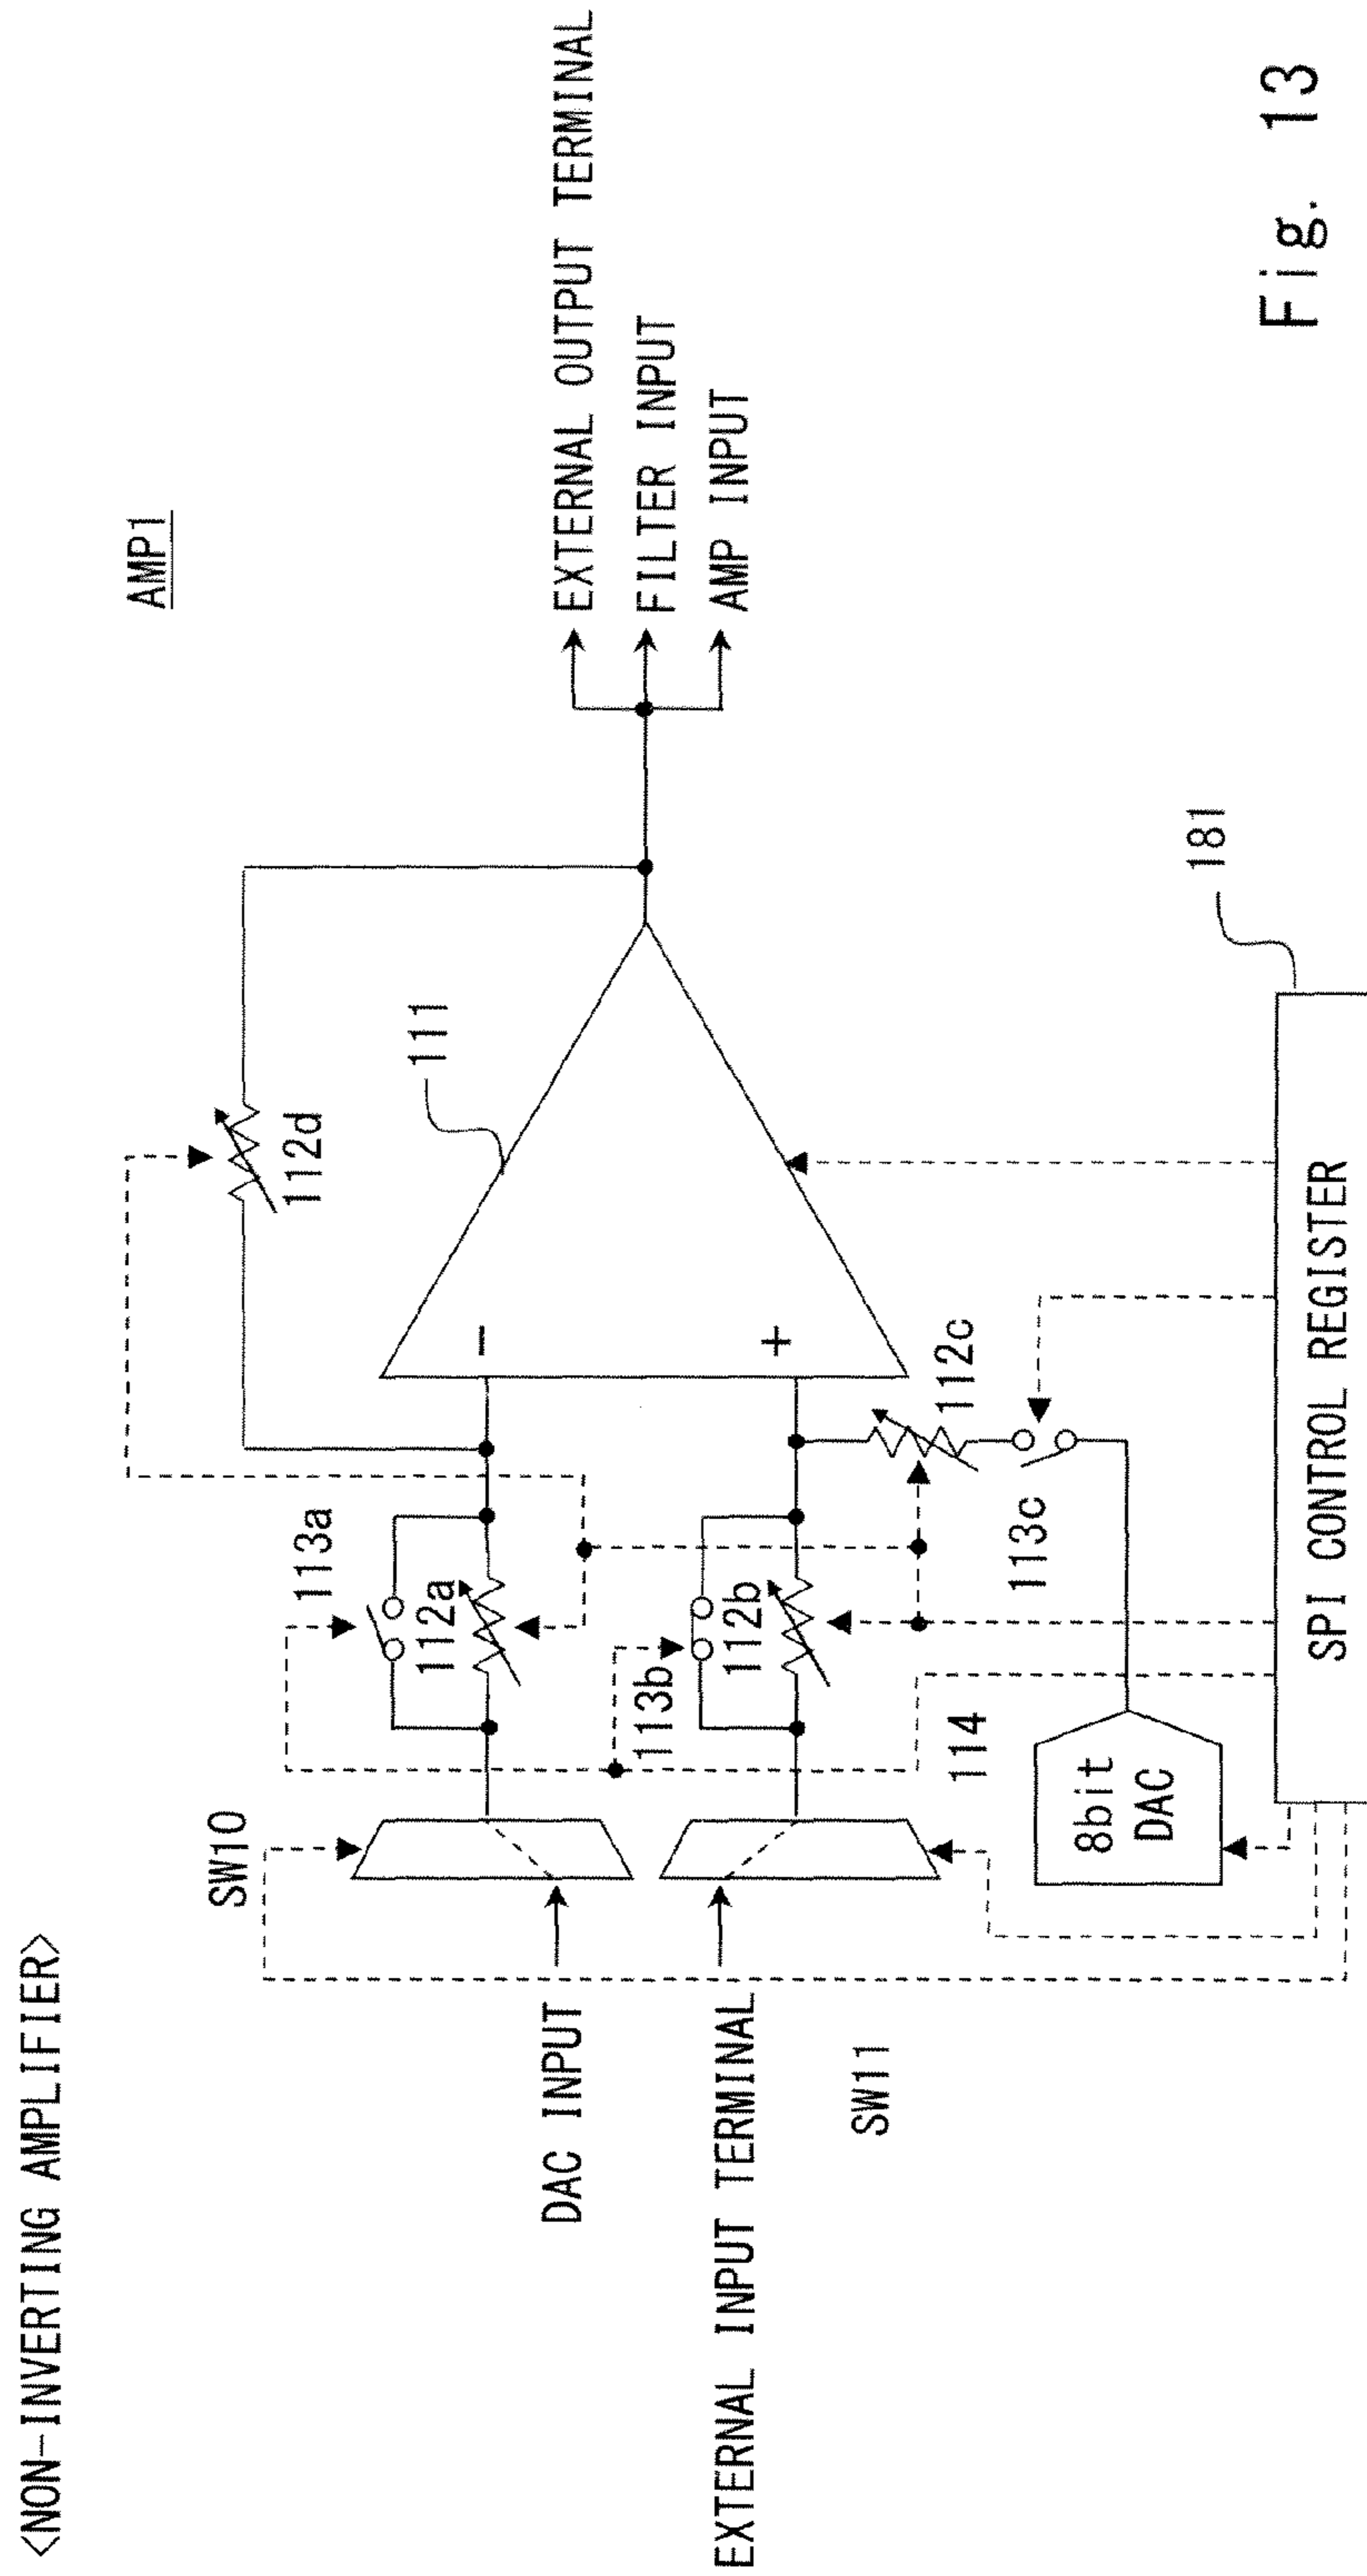 <NON-INVERTING AMPLIFIER>
AMP1
112d
SW10
113a
112a
111
−
DAC INPUT
EXTERNAL OUTPUT TERMINAL
FILTER INPUT
AMP INPUT
113b
112b
+
EXTERNAL INPUT TERMINAL
SW11
112c
114
113c
8bit
DAC
181
SPI CONTROL REGISTER
Fig. 13